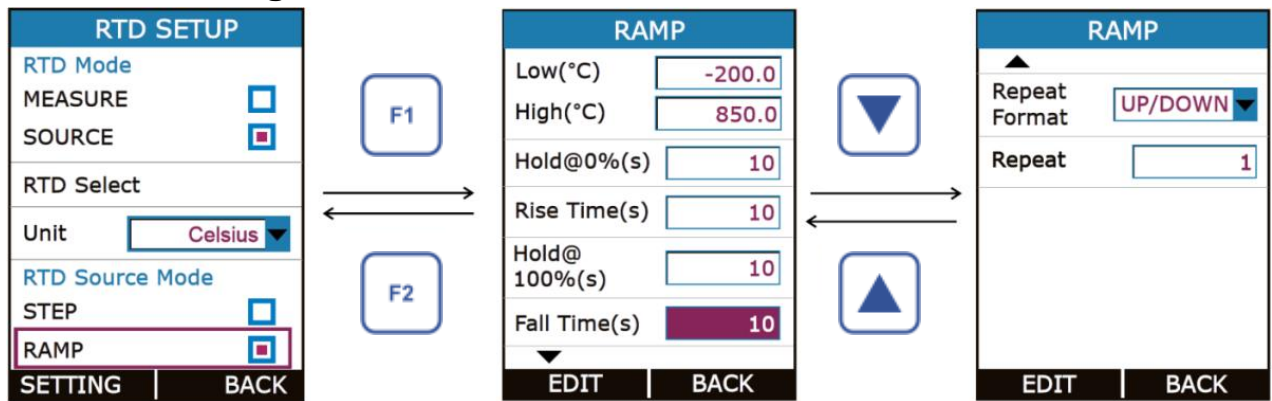 RTD SETUP
RTD Mode
MEASURE
SOURCE
RTD Select
Unit Celsius
RTD Source Mode
STEP
RAMP
SETTING BACK
F1
F2
RAMP
Low(°C) -200.0
High(°C) 850.0
Hold@0%(s) 10
Rise Time(s) 10
Hold@
100%(s) 10
Fall Time(s) 10
EDIT BACK
RAMP
Repeat
Format UP/DOWN
Repeat 1
EDIT BACK